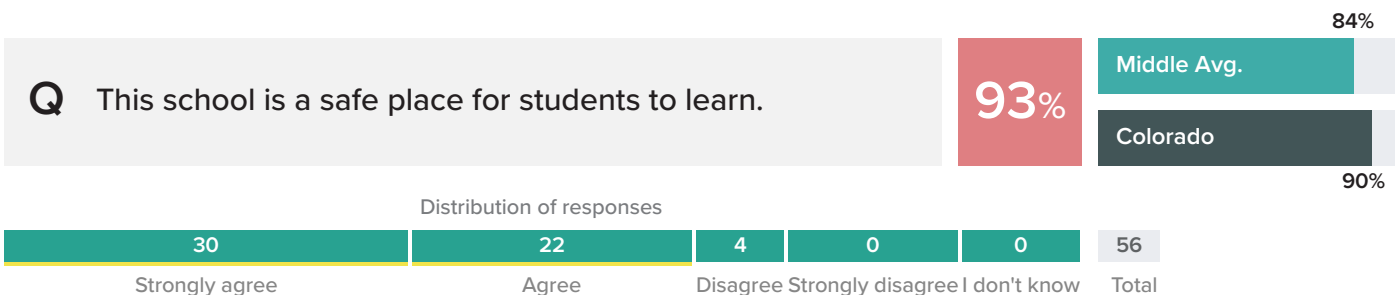 84%
Q This school is a safe place for students to learn.
93%
Middle Avg.
Colorado
90%
Distribution of responses
30 22 4 0 0 56
Strongly agree Agree Disagree Strongly disagree I don't know Total